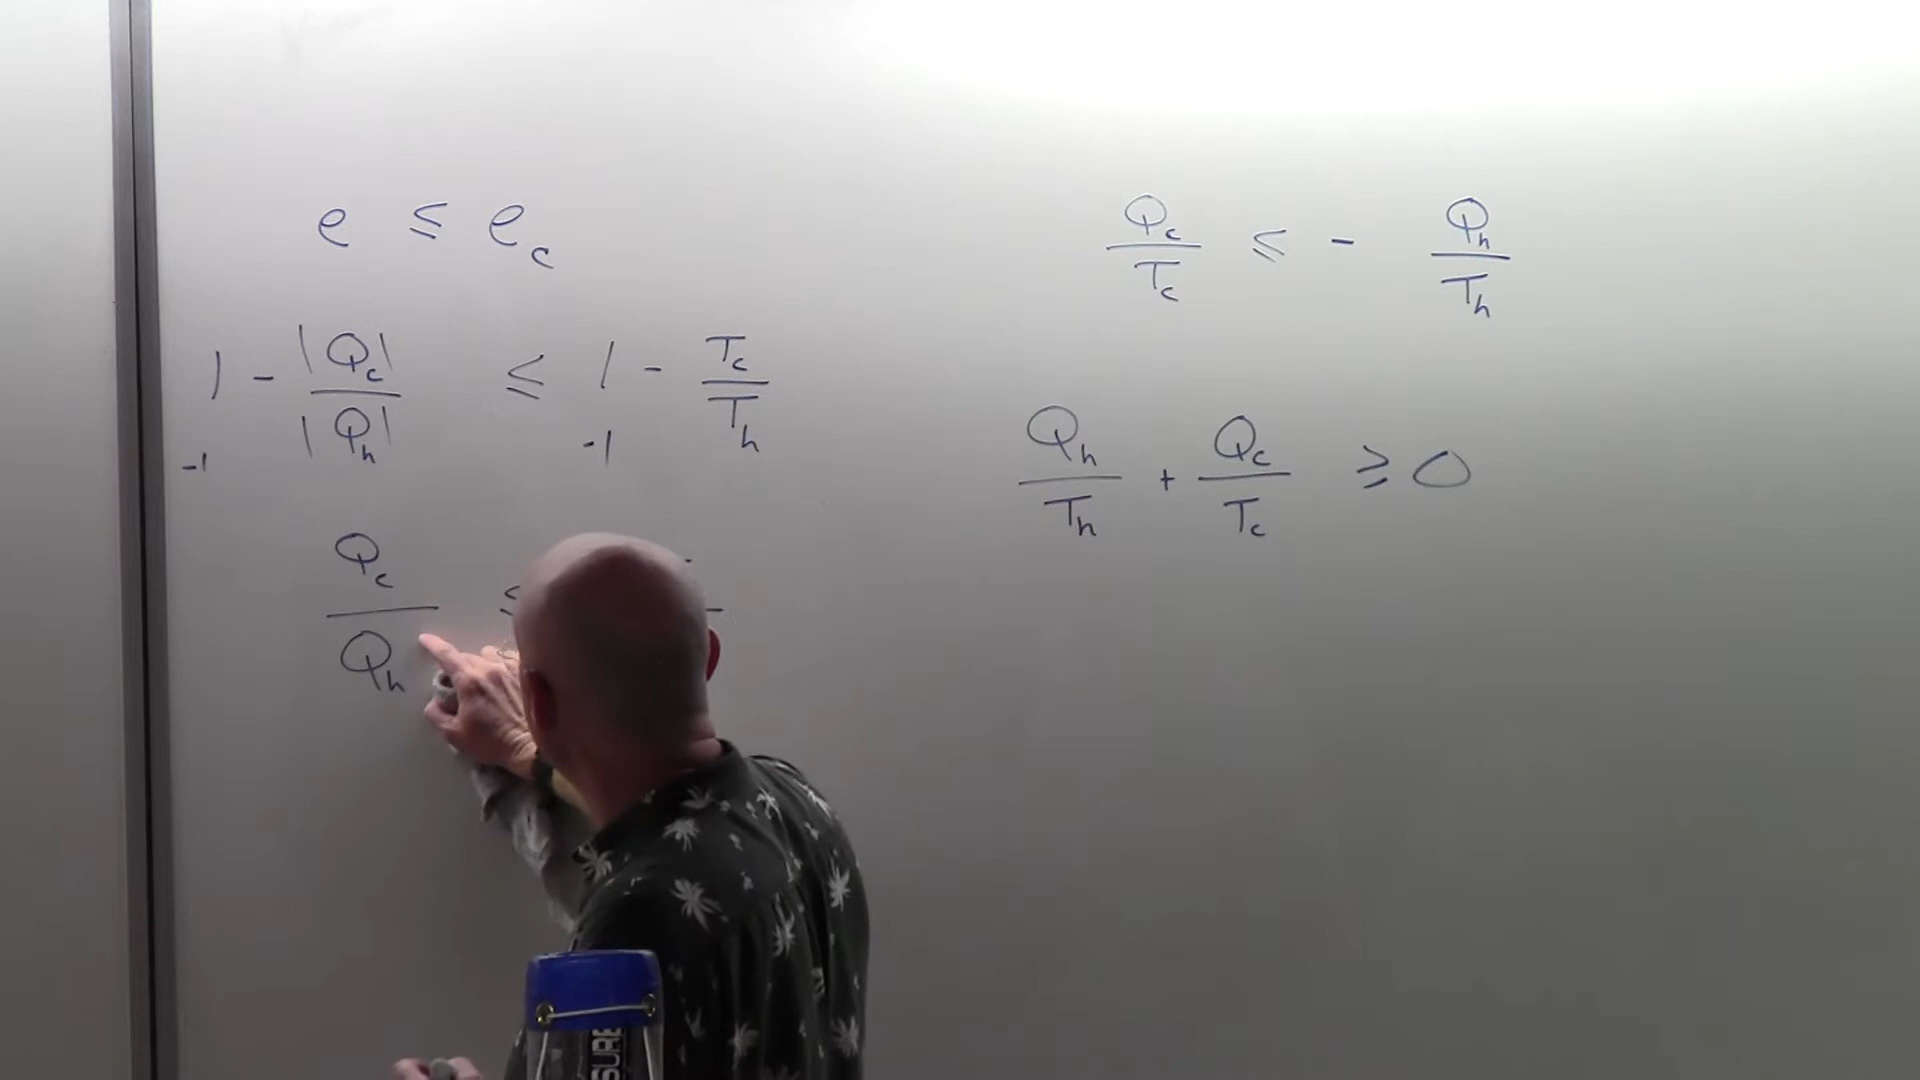 e ≤ e_c
1 - |Q_c| / |Q_h| ≤ 1 - T_c / T_h
-1 -1
Q_c / Q_h ≤
Q_c / T_c ≤ - Q_h / T_h
Q_h / T_h + Q_c / T_c ≥ 0
SURE